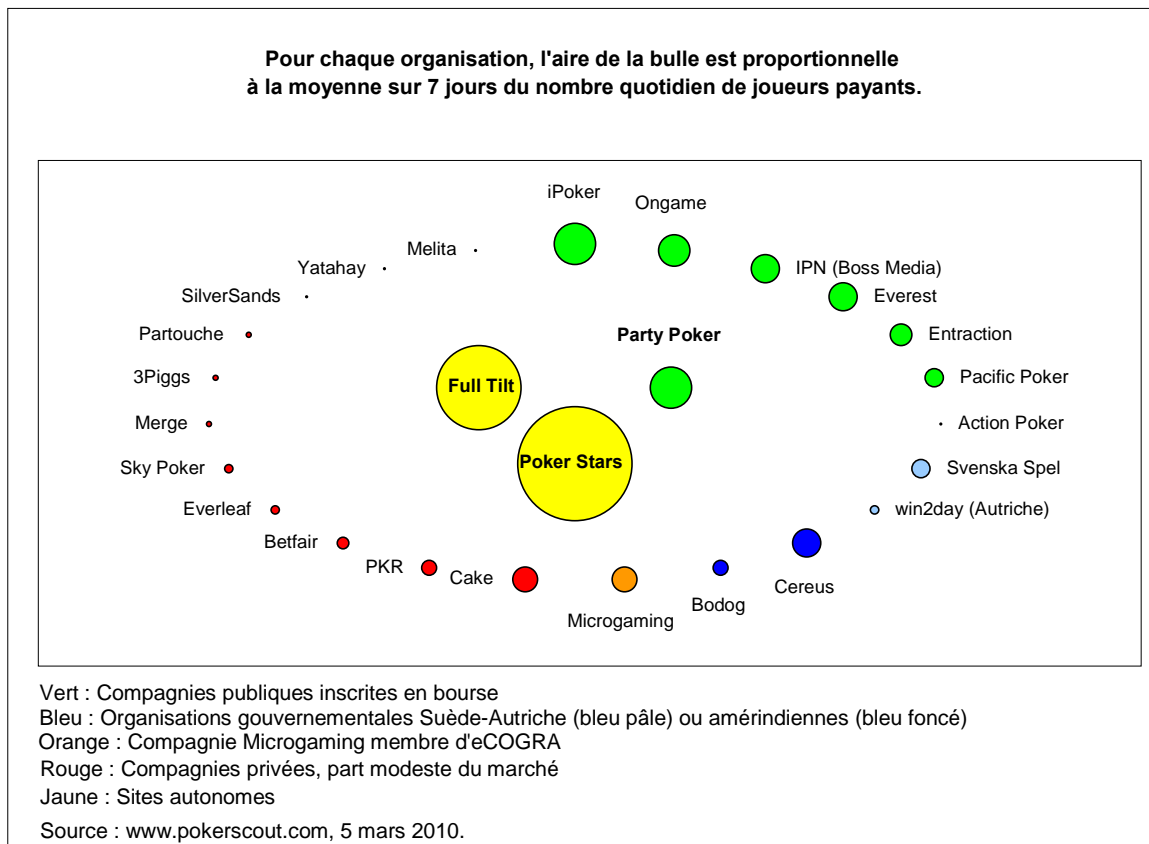 Pour chaque organisation, l'aire de la bulle est proportionnelle
à la moyenne sur 7 jours du nombre quotidien de joueurs payants.
iPoker
Ongame
Melita
Yatahay
IPN (Boss Media)
SilverSands
Everest
Partouche
Party Poker
Entraction
3Piggs
Full Tilt
Pacific Poker
Merge
Action Poker
Sky Poker
Poker Stars
Svenska Spel
Everleaf
win2day (Autriche)
Betfair
PKR
Cake
Microgaming
Bodog
Cereus
Vert : Compagnies publiques inscrites en bourse
Bleu : Organisations gouvernementales Suède-Autriche (bleu pâle) ou amérindiennes (bleu foncé)
Orange : Compagnie Microgaming membre d'eCOGRA
Rouge : Compagnies privées, part modeste du marché
Jaune : Sites autonomes
Source : www.pokerscout.com, 5 mars 2010.